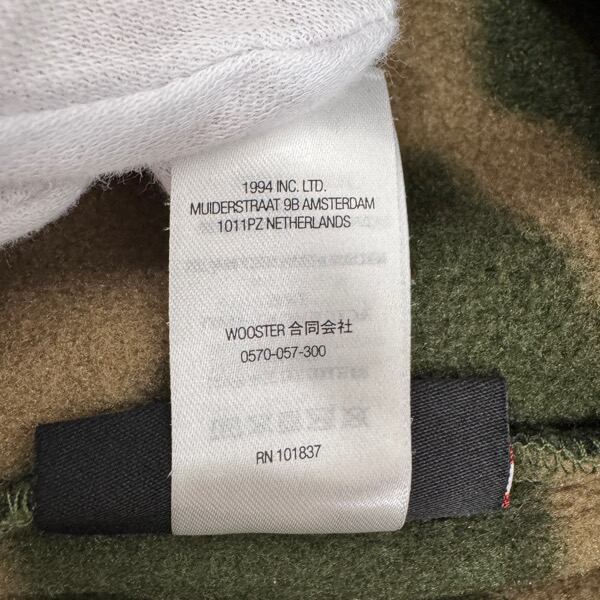 1994 INC. LTD.
MUIDERSTRAAT 9B AMSTERDAM
1011PZ NETHERLANDS
WOOSTER 合同会社
0570-057-300
RN 101837